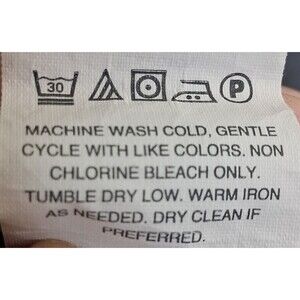 30 P
MACHINE WASH COLD, GENTLE
CYCLE WITH LIKE COLORS. NON
CHLORINE BLEACH ONLY.
TUMBLE DRY LOW. WARM IRON
AS NEEDED. DRY CLEAN IF
PREFERRED.